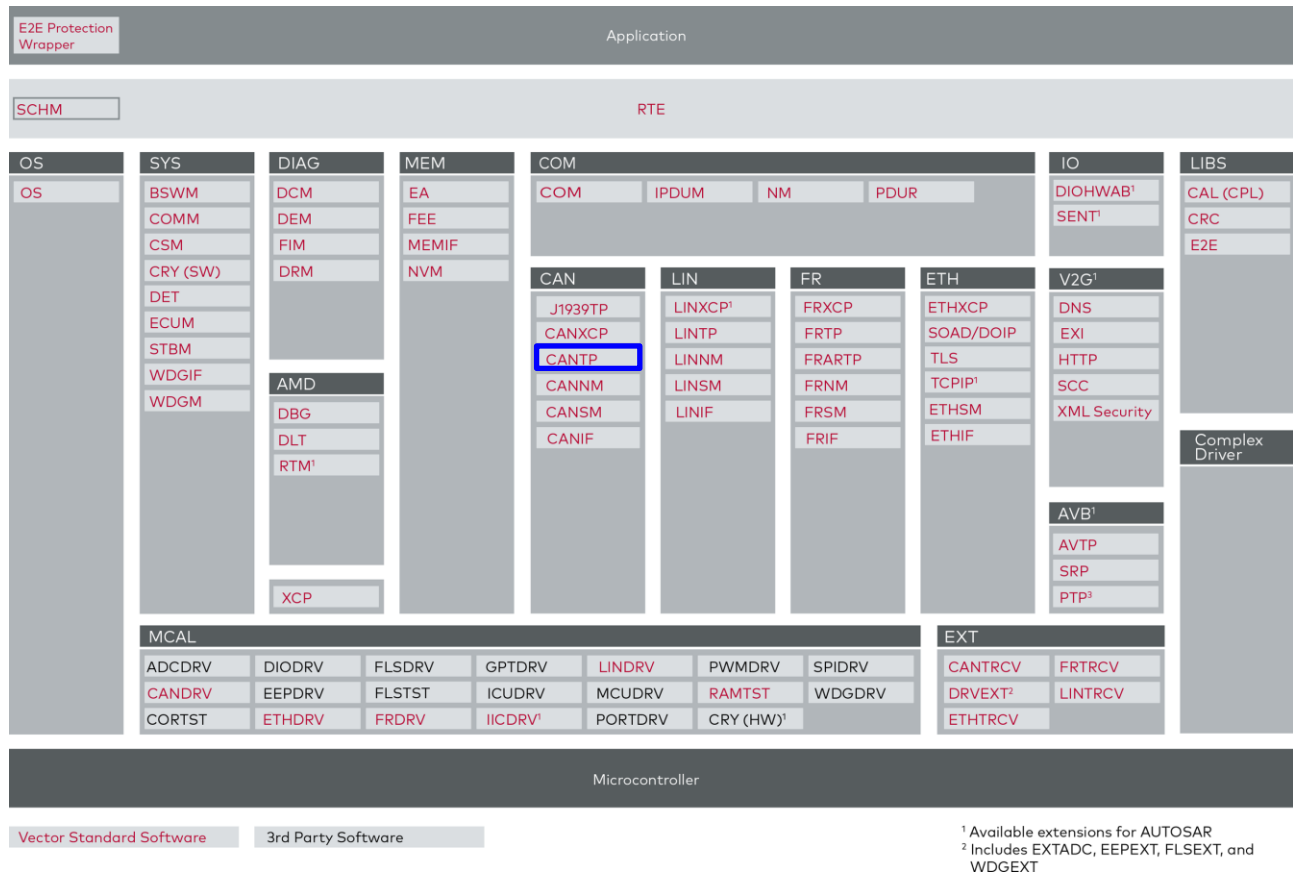 E2E Protection
Wrapper
Application
SCHM
RTE
OS
OS
SYS
BSWM
COMM
CSM
CRY (SW)
DET
ECUM
STBM
WDGIF
WDGM
DIAG
DCM
DEM
FIM
DRM
AMD
DBG
DLT
RTM¹
XCP
MEM
EA
FEE
MEMIF
NVM
COM
COM IPDUM NM PDUR
CAN
J1939TP
CANXCP
CANTP
CANNM
CANSM
CANIF
LIN
LINXCP¹
LINTP
LINNM
LINSM
LINIF
FR
FRXCP
FRTP
FRARTP
FRNM
FRSM
FRIF
ETH
ETHXCP
SOAD/DOIP
TLS
TCPIP¹
ETHSM
ETHIF
IO
DIOHWAB¹
SENT¹
V2G¹
DNS
EXI
HTTP
SCC
XML Security
AVB¹
AVTP
SRP
PTP³
LIBS
CAL (CPL)
CRC
E2E
Complex
Driver
MCAL
ADCDRV DIODRV FLSDRV GPTDRV LINDRV PWMDRV SPIDRV
CANDRV EEPDRV FLSTST ICUDRV MCUDRV RAMTST WDGDRV
CORTST ETHDRV FRDRV IICDRV¹ PORTDRV CRY (HW)¹
EXT
CANTRCV FRTRCV
DRVEXT² LINTRCV
ETHTRCV
Microcontroller
Vector Standard Software
3rd Party Software
¹ Available extensions for AUTOSAR
² Includes EXTADC, EEPEXT, FLSEXT, and
WDGEXT